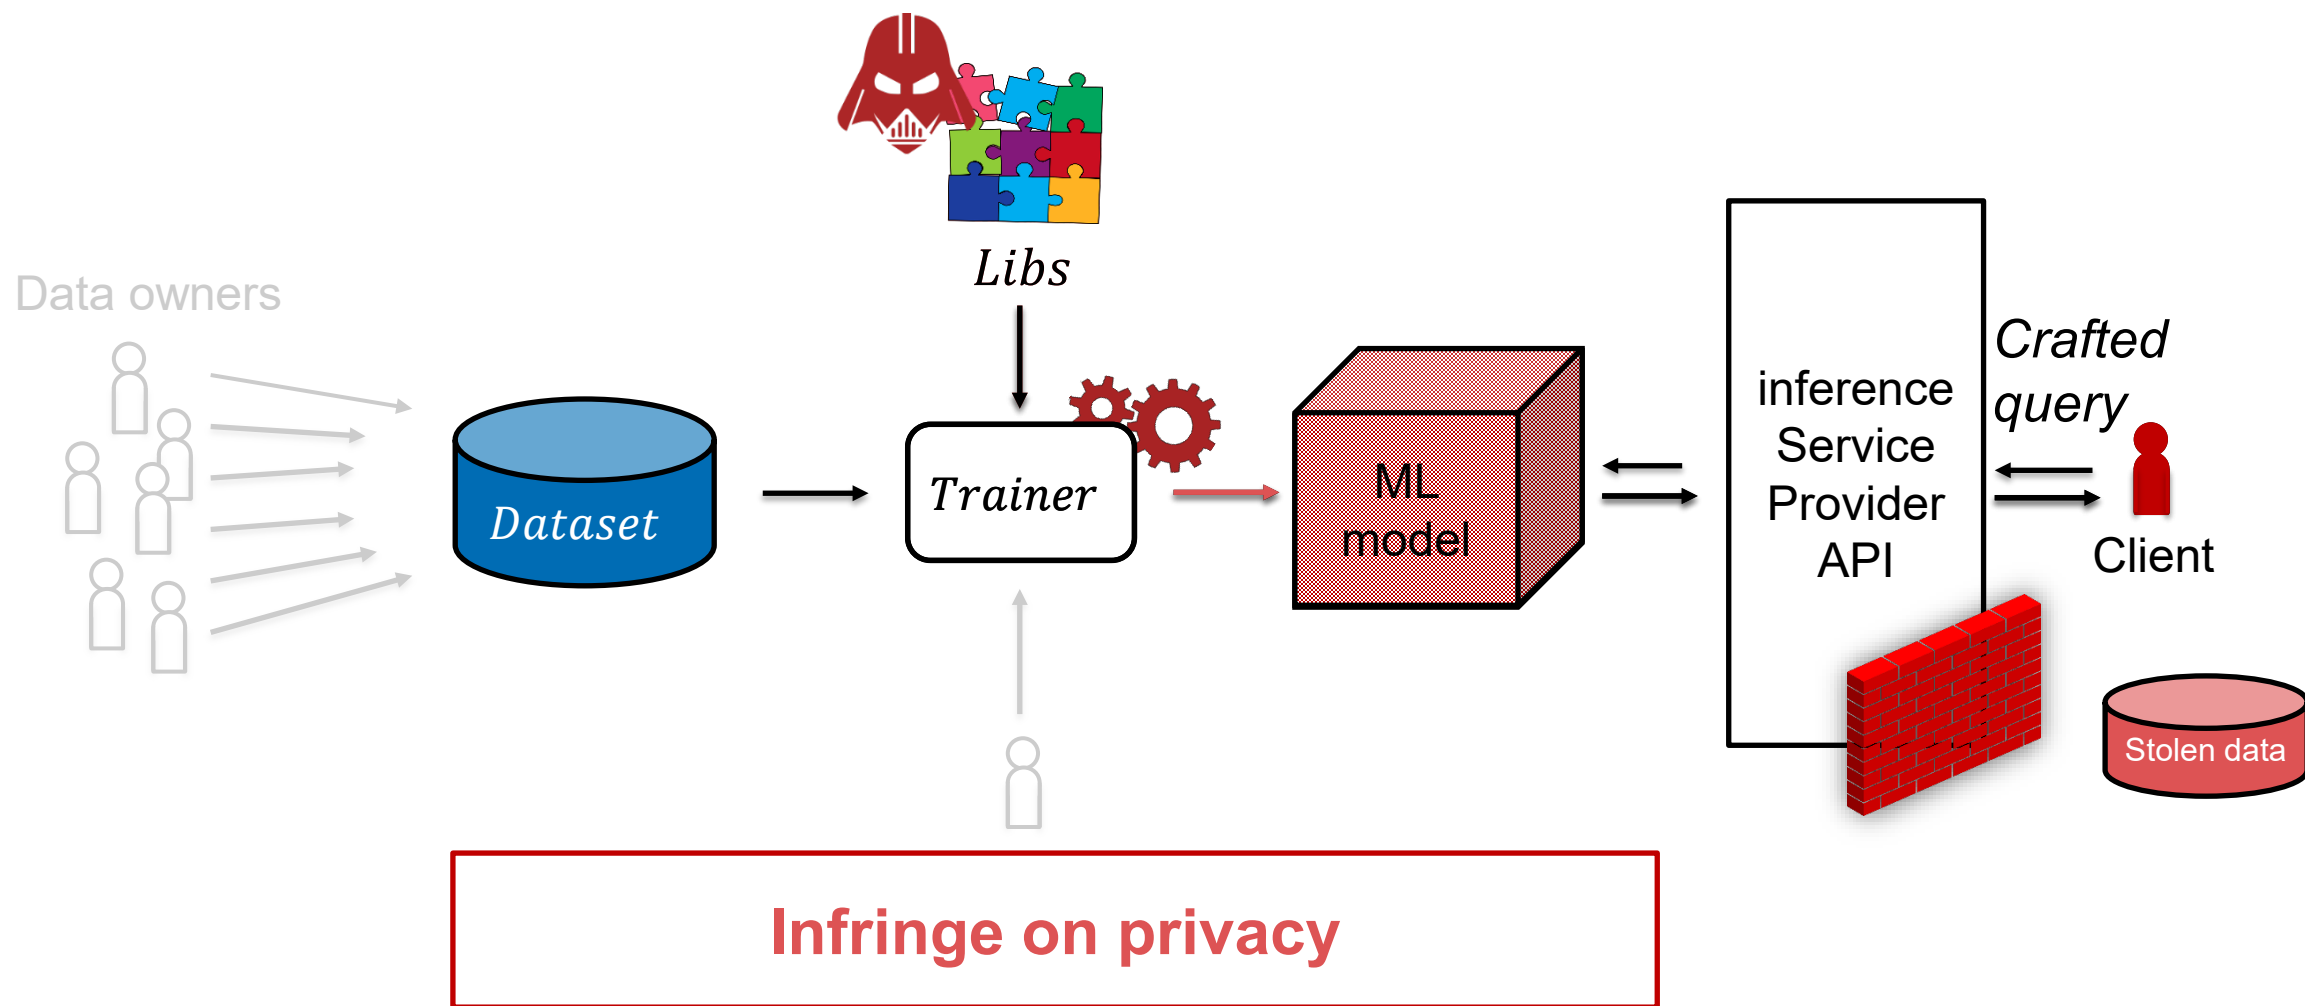 Libs
Data owners
Dataset
Trainer
ML
model
inference
Service
Provider
API
Crafted
query
Client
Stolen data
Infringe on privacy